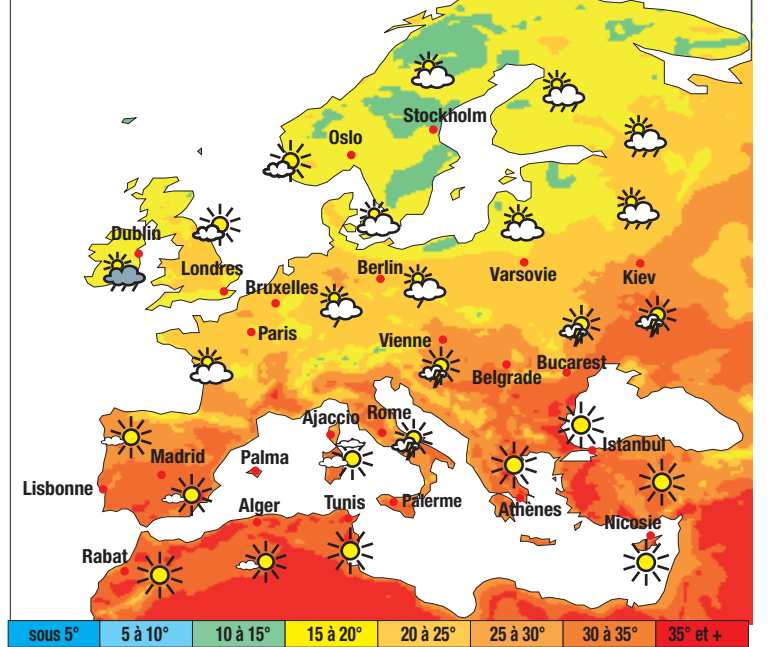 Stockholm
Oslo
Dublin
Londres
Berlin
Varsovie
Kiev
Bruxelles
Paris
Vienne
Bucarest
Belgrade
Ajaccio
Rome
Istanbul
Madrid
Palma
Lisbonne
Alger
Tunis
Palerme
Athènes
Nicosie
Rabat
sous 5° 5 à 10° 10 à 15° 15 à 20° 20 à 25° 25 à 30° 30 à 35° 35° et +